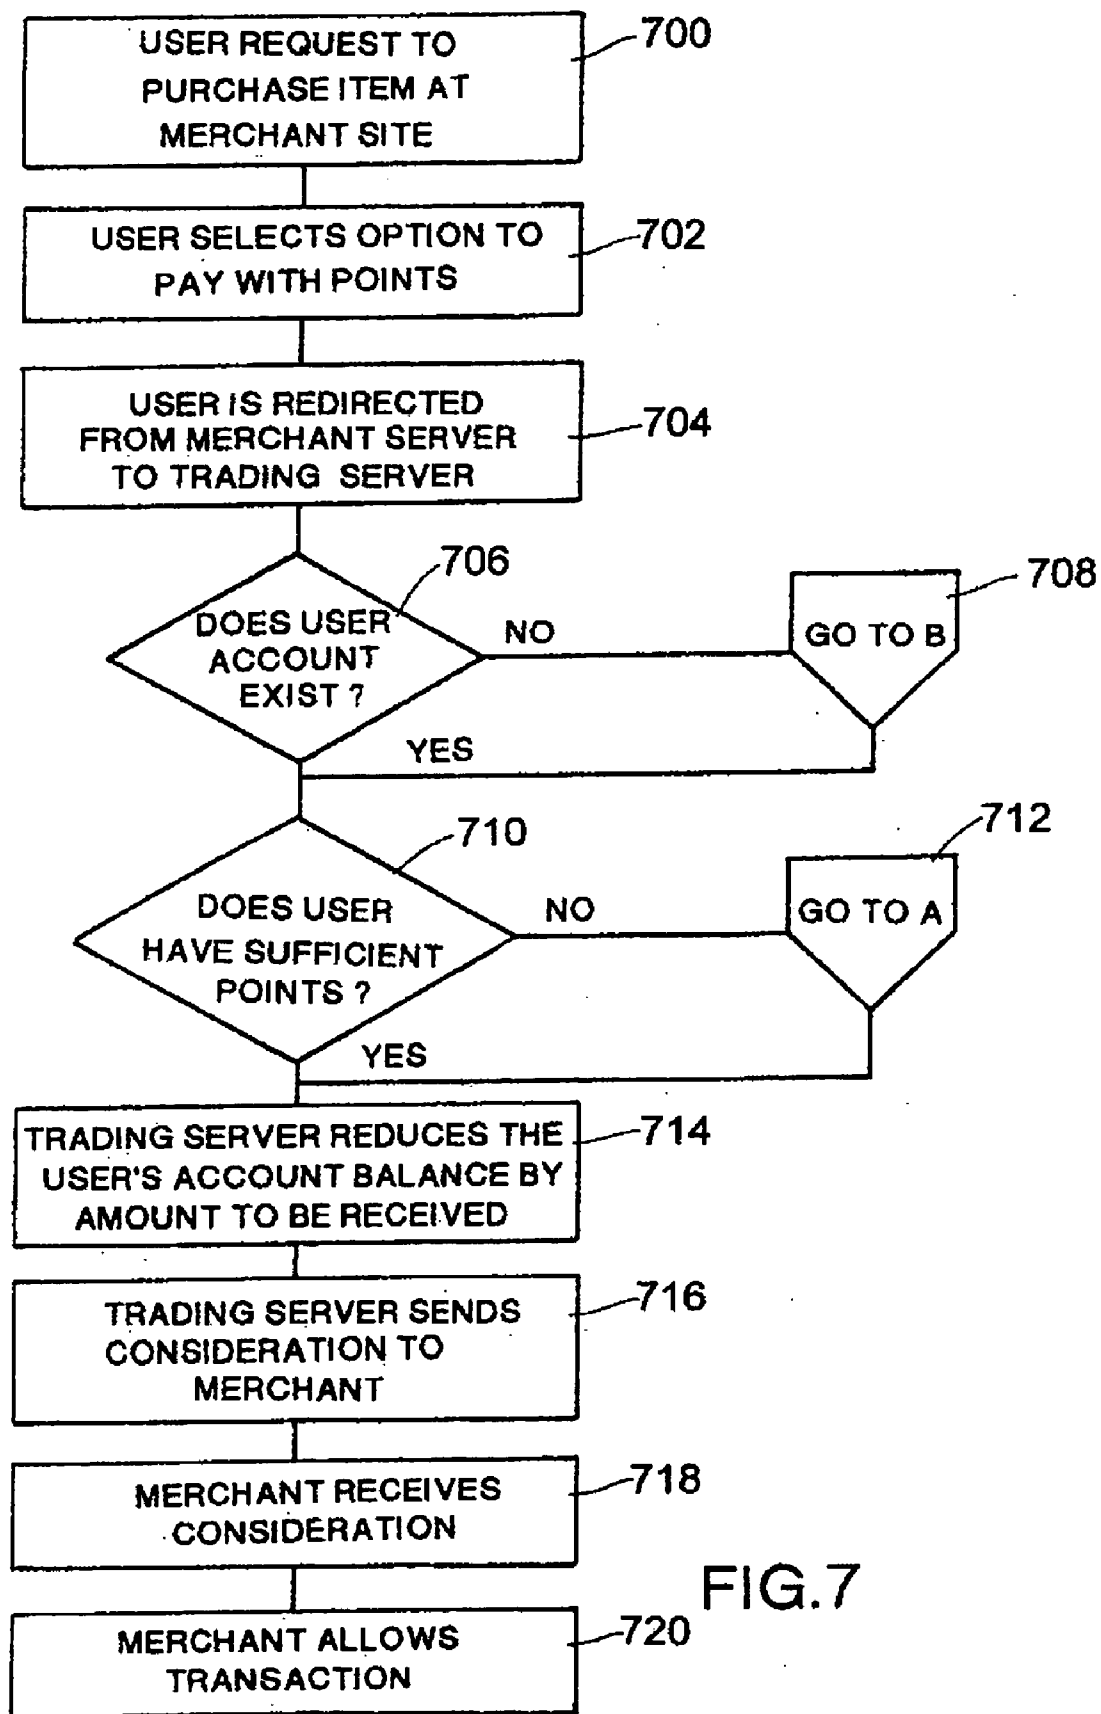 USER REQUEST TO
PURCHASE ITEM AT
MERCHANT SITE
700
USER SELECTS OPTION TO
PAY WITH POINTS
702
USER IS REDIRECTED
FROM MERCHANT SERVER
TO TRADING SERVER
704
706
DOES USER
ACCOUNT
EXIST ?
NO
708
GO TO B
YES
710
DOES USER
HAVE SUFFICIENT
POINTS ?
NO
712
GO TO A
YES
TRADING SERVER REDUCES THE
USER'S ACCOUNT BALANCE BY
AMOUNT TO BE RECEIVED
714
TRADING SERVER SENDS
CONSIDERATION TO
MERCHANT
716
MERCHANT RECEIVES
CONSIDERATION
718
MERCHANT ALLOWS
TRANSACTION
720
FIG.7